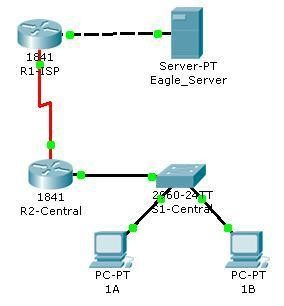 1841
R1-ISP
Server-PT
Eagle_Server
1841
R2-Central
2960-24TT
S1-Central
PC-PT
1A
PC-PT
1B